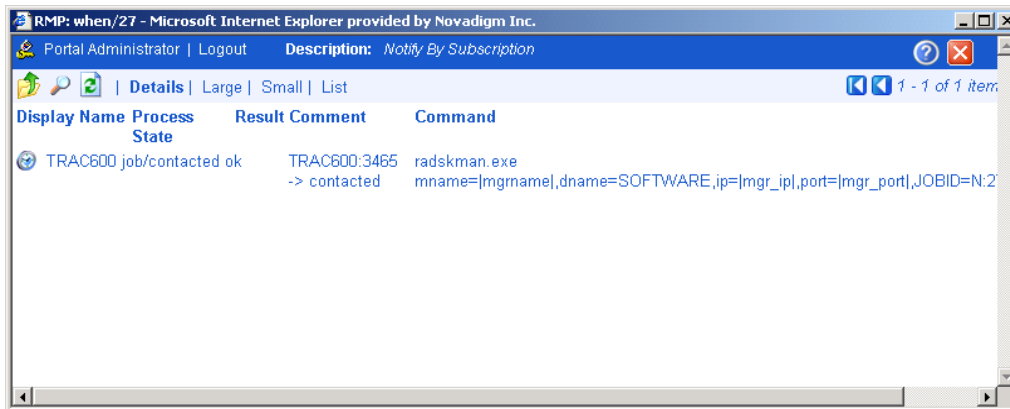 RMP: when/27 - Microsoft Internet Explorer provided by Novadigm Inc.
Portal Administrator | Logout Description: Notify By Subscription
| Details | Large | Small | List 1 - 1 of 1 item
Display Name Process State Result Comment Command
TRAC600 job/contacted ok TRAC600:3465 radskman.exe
-> contacted mname=|mgrname|,dname=SOFTWARE,ip=|mgr_ip|,port=|mgr_port|,JOBID=N:2